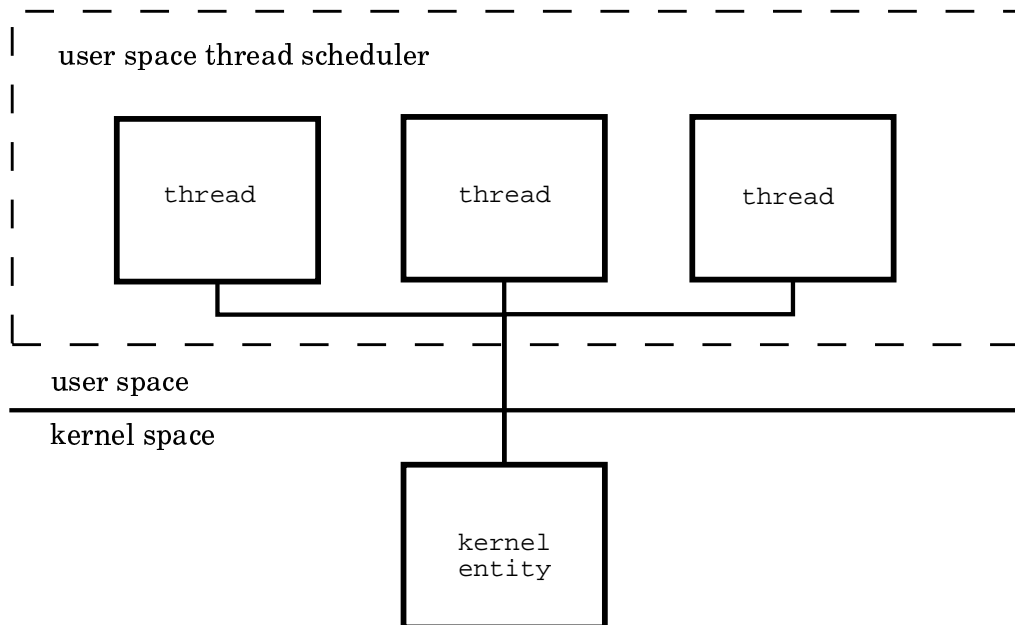 user space thread scheduler
thread thread thread
user space
kernel space
kernel
entity